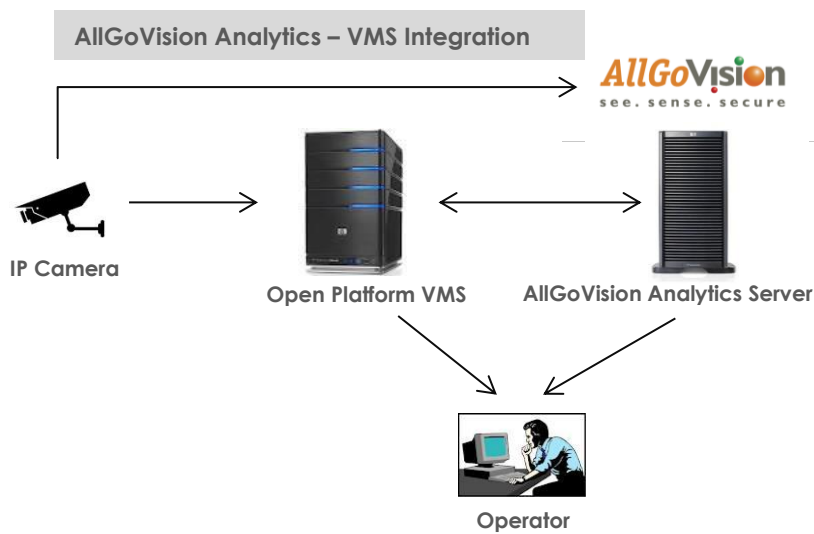 AllGoVision Analytics – VMS Integration
AllGoVision
see. sense. secure
IP Camera
Open Platform VMS
AllGoVision Analytics Server
Operator